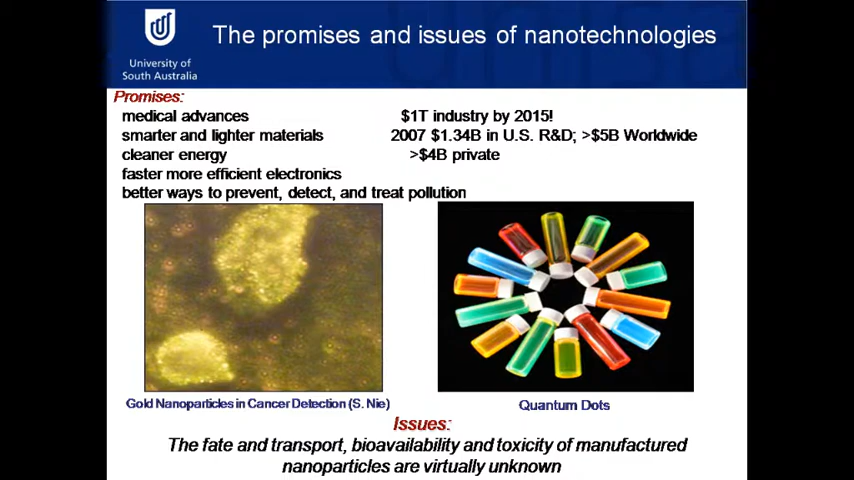 University of
South Australia
The promises and issues of nanotechnologies
Promises:
medical advances $1T industry by 2015!
smarter and lighter materials 2007 $1.34B in U.S. R&D; >$5B Worldwide
cleaner energy >$4B private
faster more efficient electronics
better ways to prevent, detect, and treat pollution
Gold Nanoparticles in Cancer Detection (S. Nie)
Quantum Dots
Issues:
The fate and transport, bioavailability and toxicity of manufactured
nanoparticles are virtually unknown